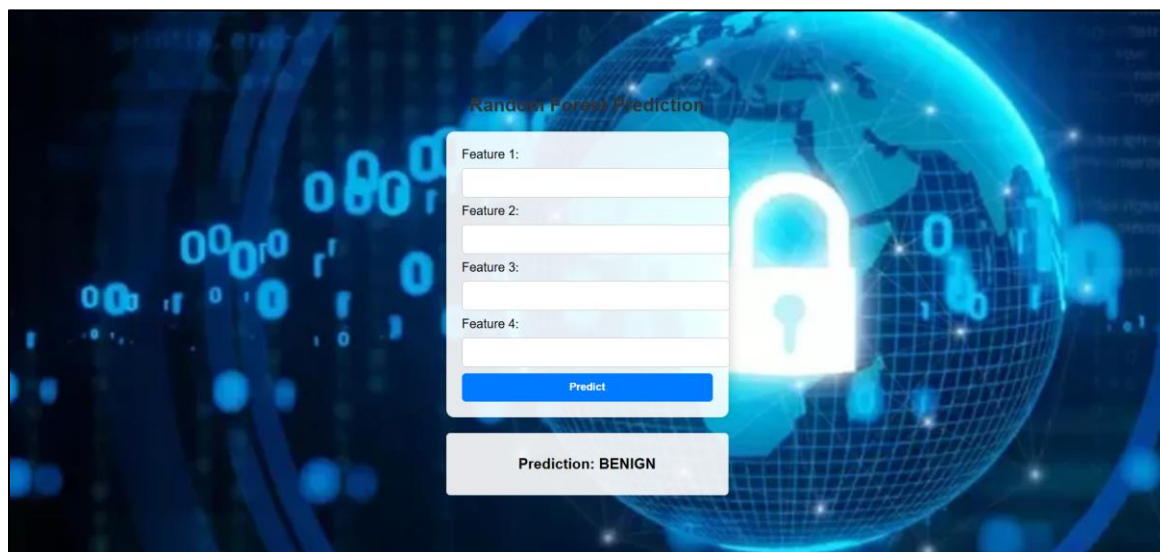 Random Forest Prediction
Feature 1:
Feature 2:
Feature 3:
Feature 4:
Predict
Prediction: BENIGN